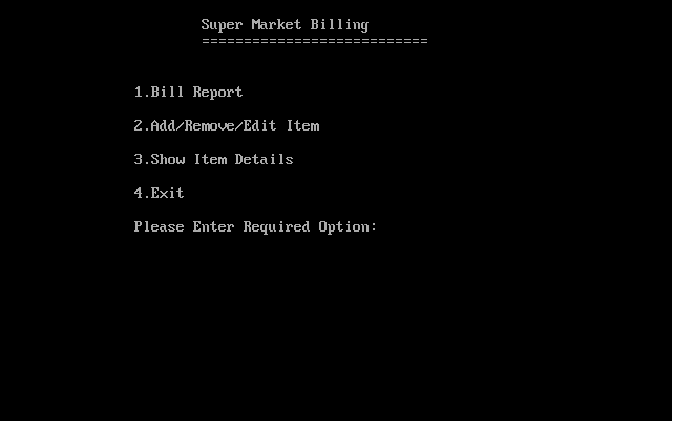 Super Market Billing
===========================
1.Bill Report
2.Add/Remove/Edit Item
3.Show Item Details
4.Exit
Please Enter Required Option: